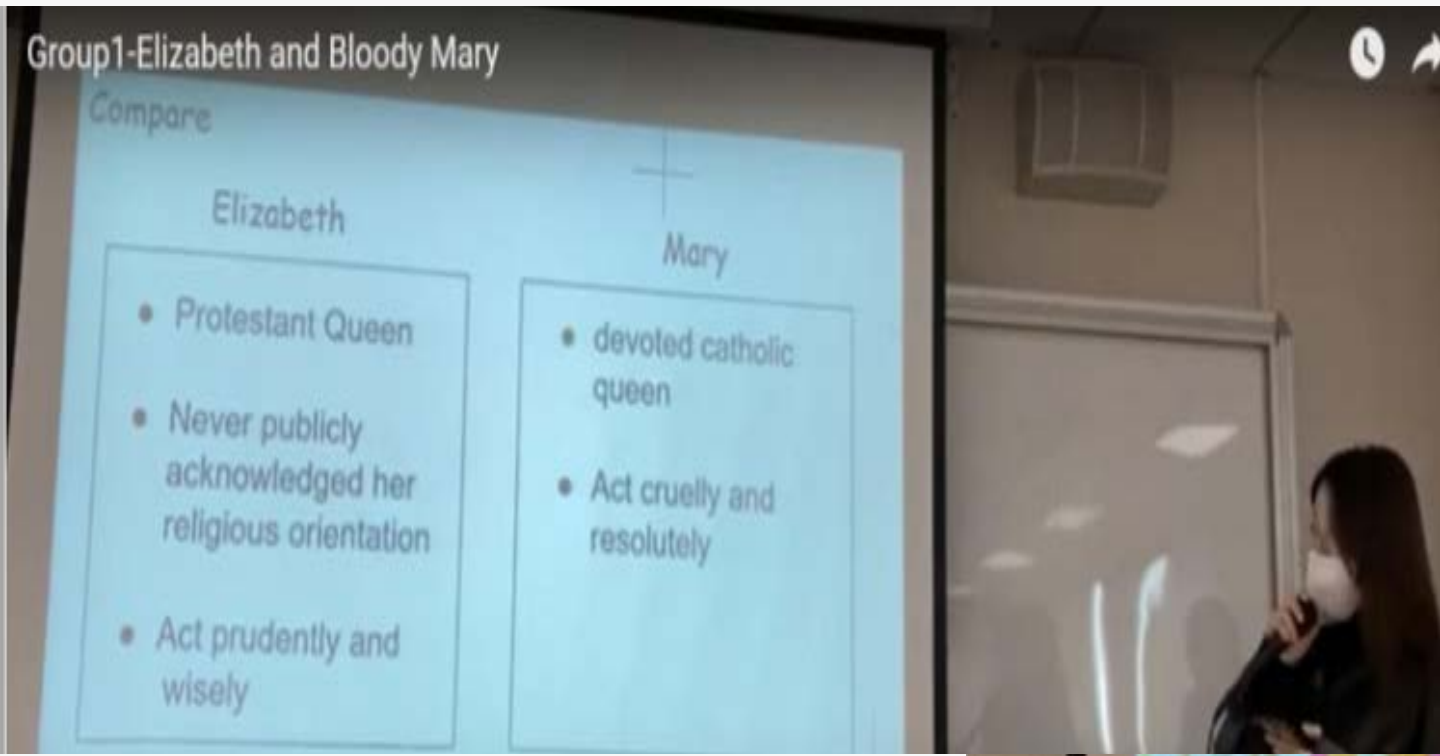 Group1-Elizabeth and Bloody Mary
Compare
Elizabeth
● Protestant Queen
● Never publicly
acknowledged her
religious orientation
● Act prudently and
wisely
Mary
● devoted catholic
queen
● Act cruelly and
resolutely